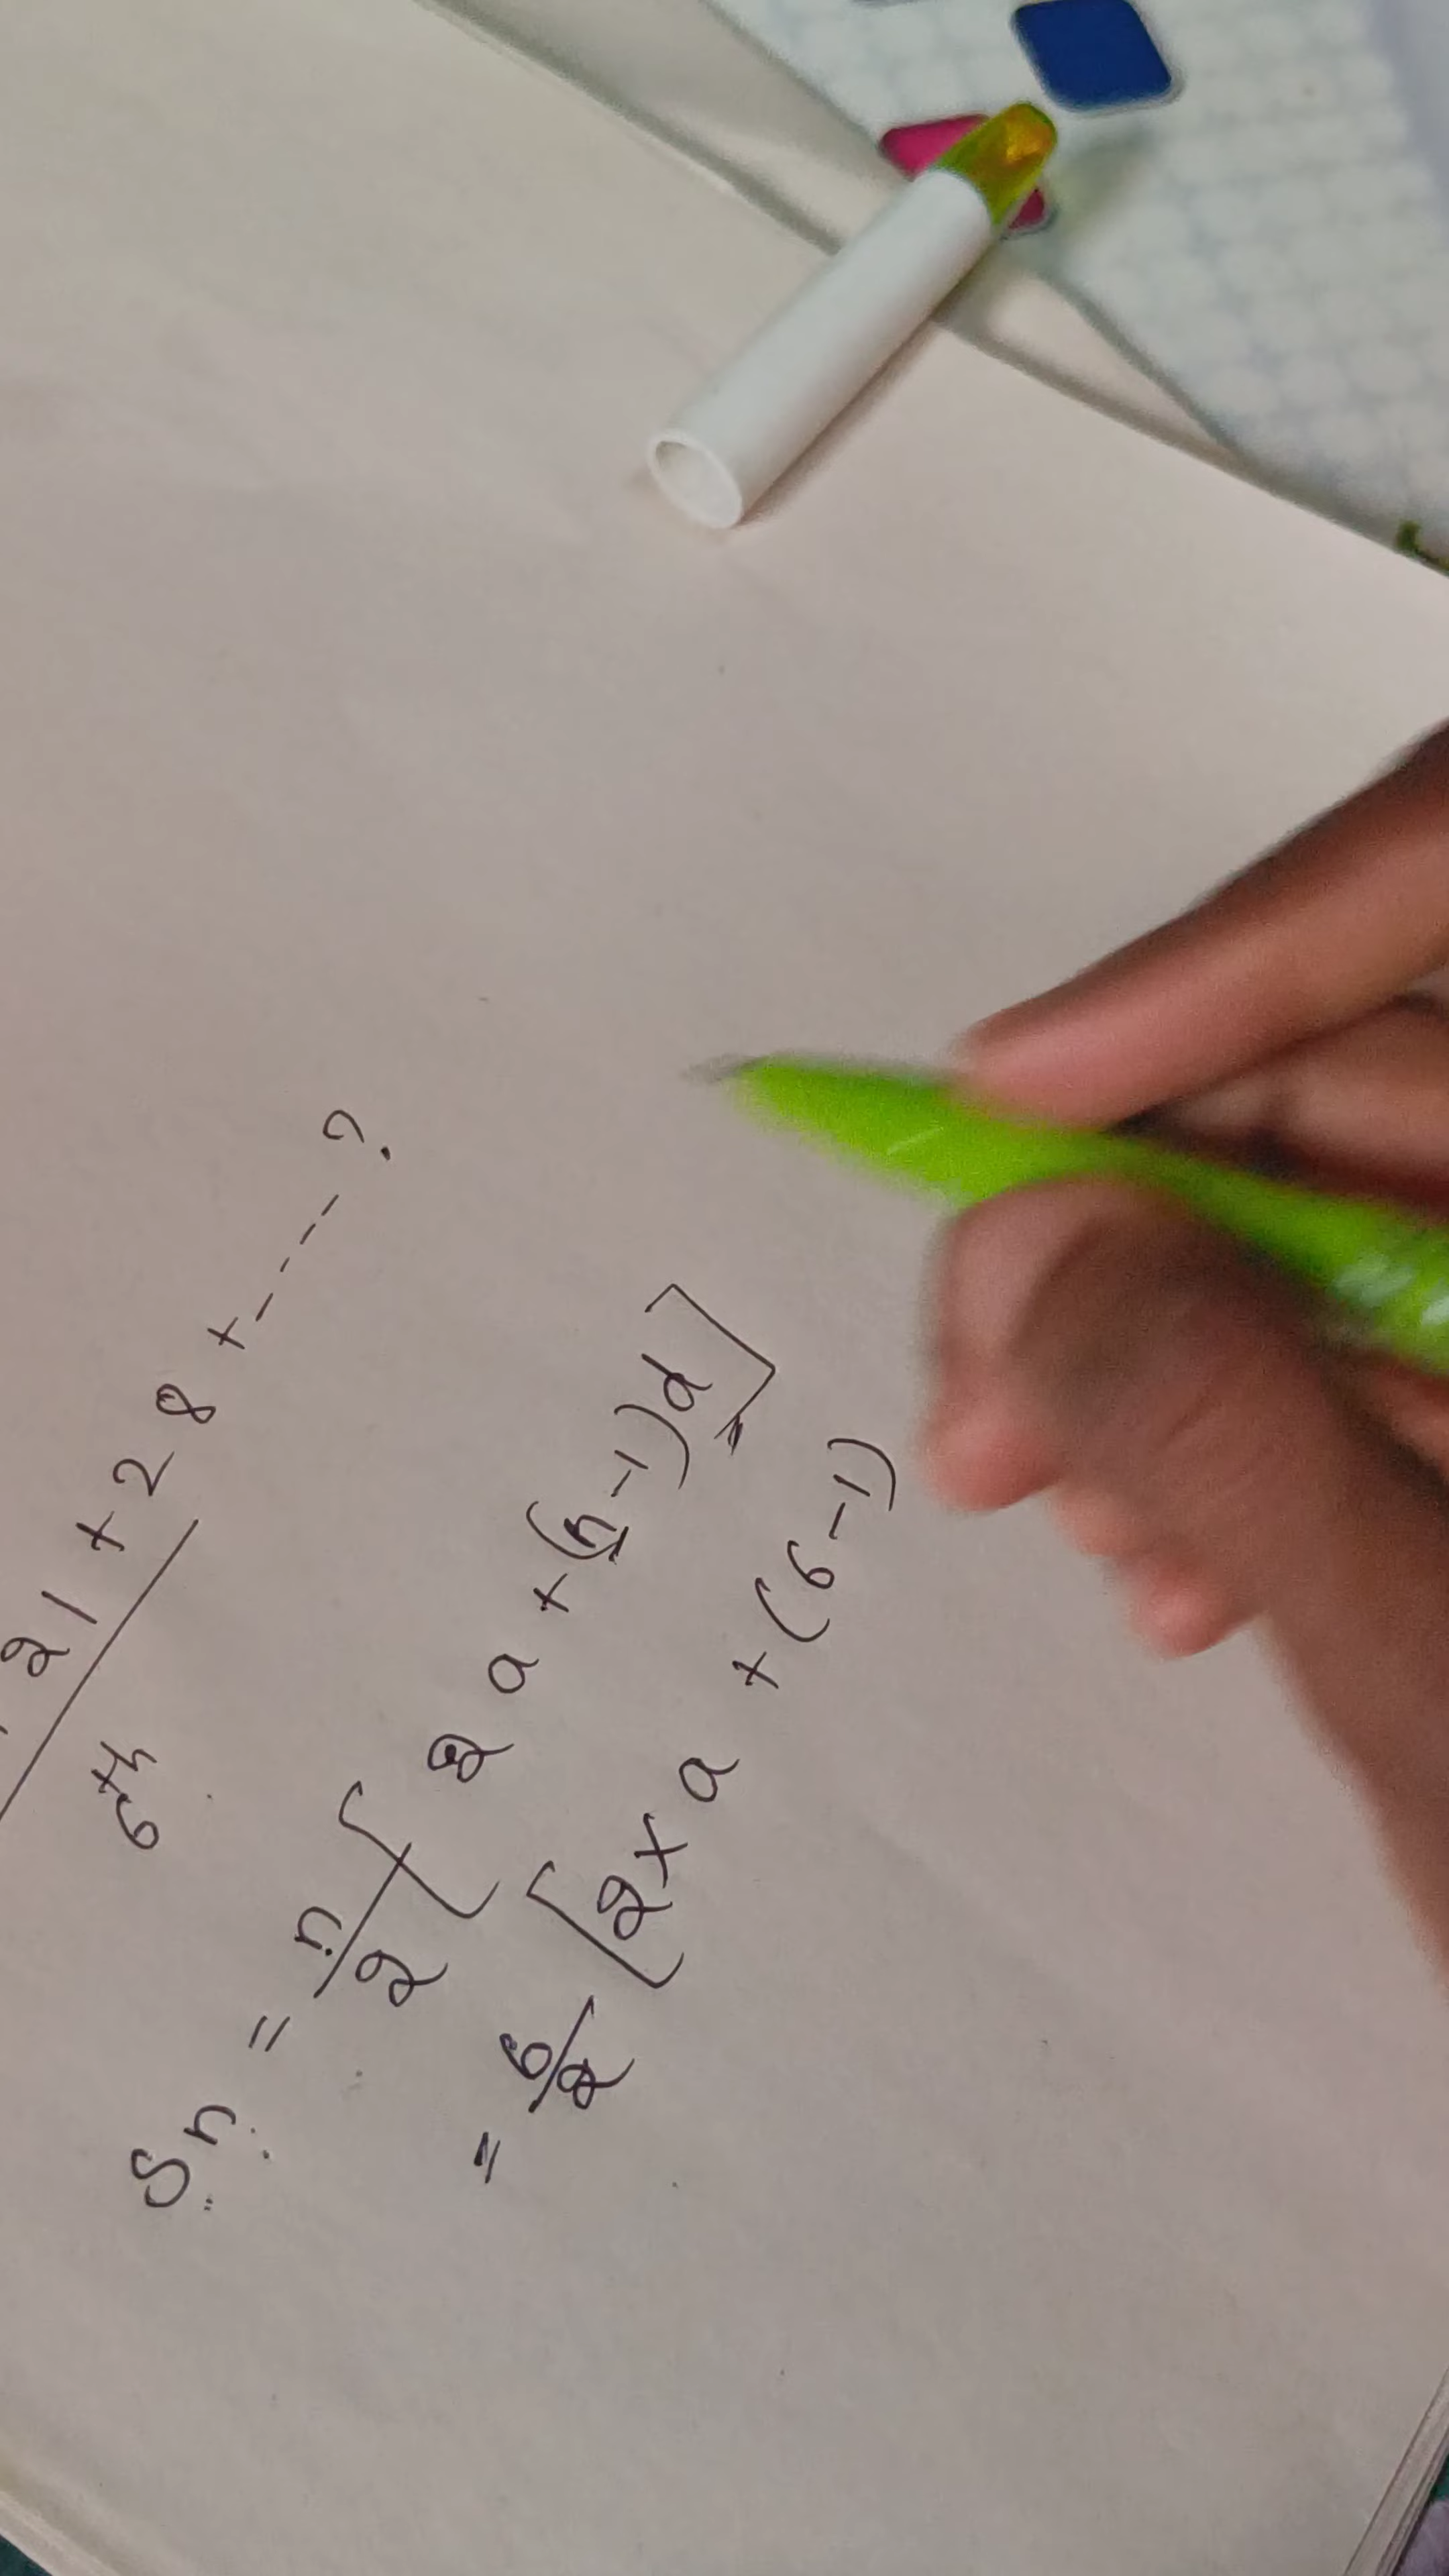 21 + 28 + ----- ?
6th
Sn = n/2 [2a + (n-1)d]
= 6/2 [2×a + (6-1)